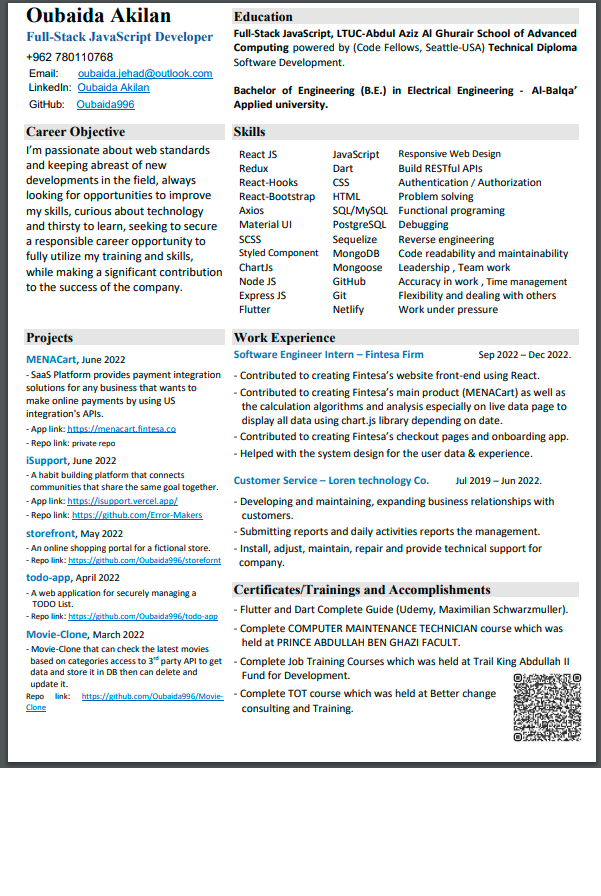 Oubaida Akilan
Full-Stack JavaScript Developer
+962 780110768
Email: oubaida.jehad@outlook.com
LinkedIn: Oubaida Akilan
GitHub: Oubaida996
Education
Full-Stack JavaScript, LTUC-Abdul Aziz Al Ghurair School of Advanced
Computing powered by (Code Fellows, Seattle-USA) Technical Diploma
Software Development.
Bachelor of Engineering (B.E.) in Electrical Engineering - Al-Balqa’
Applied university.
Career Objective
I’m passionate about web standards
and keeping abreast of new
developments in the field, always
looking for opportunities to improve
my skills, curious about technology
and thirsty to learn, seeking to secure
a responsible career opportunity to
fully utilize my training and skills,
while making a significant contribution
to the success of the company.
Skills
React JS JavaScript Responsive Web Design
Redux Dart Build RESTful APIs
React-Hooks CSS Authentication / Authorization
React-Bootstrap HTML Problem solving
Axios SQL/MySQL Functional programing
Material UI PostgreSQL Debugging
SCSS Sequelize Reverse engineering
Styled Component MongoDB Code readability and maintainability
ChartJs Mongoose Leadership , Team work
Node JS GitHub Accuracy in work , Time management
Express JS Git Flexibility and dealing with others
Flutter Netlify Work under pressure
Projects
MENACart, June 2022
- SaaS Platform provides payment integration
solutions for any business that wants to
make online payments by using US
integration's APIs.
- App link: https://menacart.fintesa.co
- Repo link: private repo
iSupport, June 2022
- A habit building platform that connects
communities that share the same goal together.
- App link: https://isupport.vercel.app/
- Repo link: https://github.com/Error-Makers
storefront, May 2022
- An online shopping portal for a fictional store.
- Repo link: https://github.com/Oubaida996/storefornt
todo-app, April 2022
- A web application for securely managing a
TODO List.
- Repo link: https://github.com/Oubaida996/todo-app
Movie-Clone, March 2022
- Movie-Clone that can check the latest movies
based on categories access to 3rd party API to get
data and store it in DB then can delete and
update it.
Repo link: https://github.com/Oubaida996/Movie-
Clone
Work Experience
Software Engineer Intern – Fintesa Firm Sep 2022 – Dec 2022.
- Contributed to creating Fintesa’s website front-end using React.
- Contributed to creating Fintesa’s main product (MENACart) as well as
the calculation algorithms and analysis especially on live data page to
display all data using chart.js library depending on date.
- Contributed to creating Fintesa’s checkout pages and onboarding app.
- Helped with the system design for the user data & experience.
Customer Service – Loren technology Co. Jul 2019 – Jun 2022.
- Developing and maintaining, expanding business relationships with
customers.
- Submitting reports and daily activities reports the management.
- Install, adjust, maintain, repair and provide technical support for
company.
Certificates/Trainings and Accomplishments
- Flutter and Dart Complete Guide (Udemy, Maximilian Schwarzmuller).
- Complete COMPUTER MAINTENANCE TECHNICIAN course which was
held at PRINCE ABDULLAH BEN GHAZI FACULT.
- Complete Job Training Courses which was held at Trail King Abdullah II
Fund for Development.
- Complete TOT course which was held at Better change
consulting and Training.